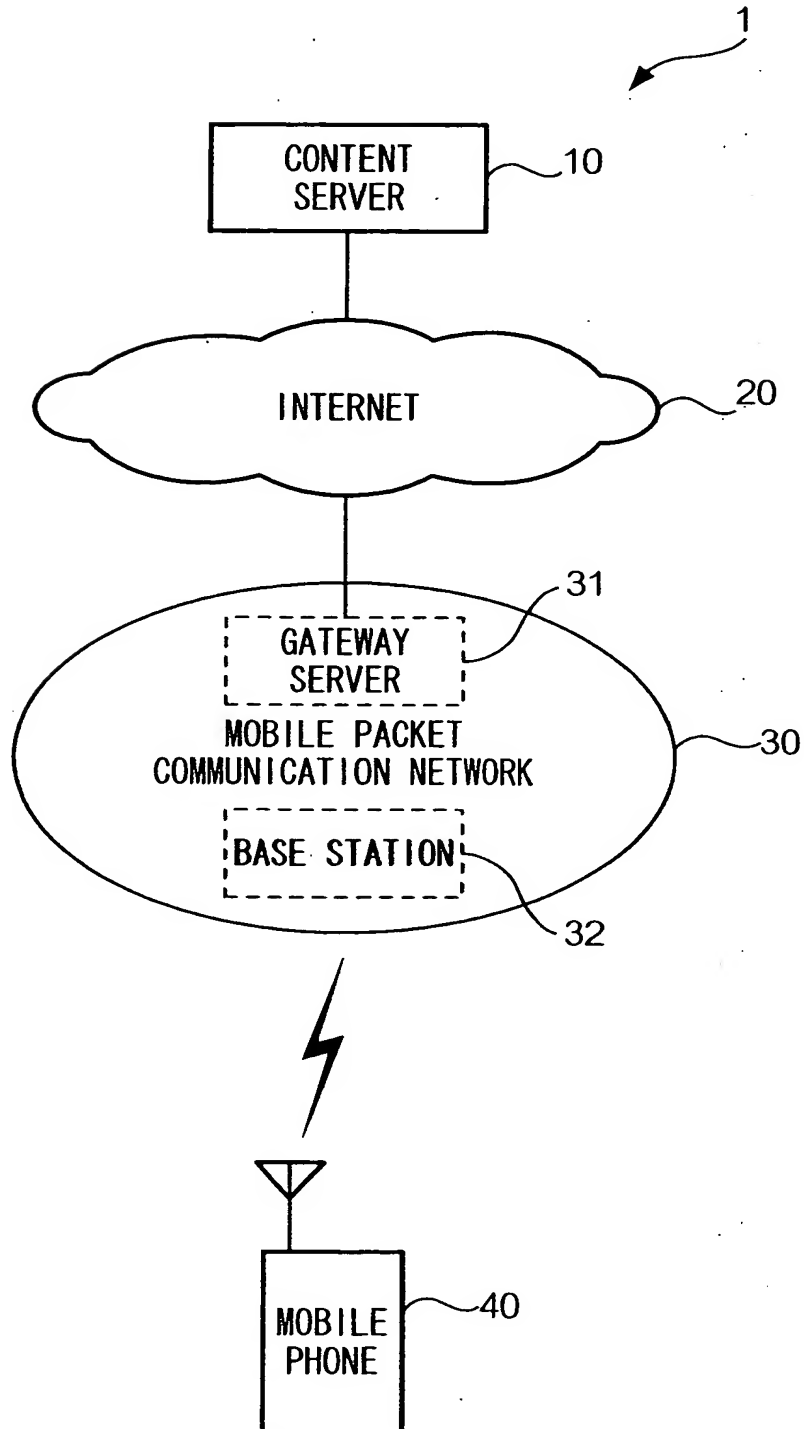 1
CONTENT
SERVER
10
INTERNET
20
31
GATEWAY
SERVER
MOBILE PACKET
COMMUNICATION NETWORK
30
BASE STATION
32
MOBILE
PHONE
40